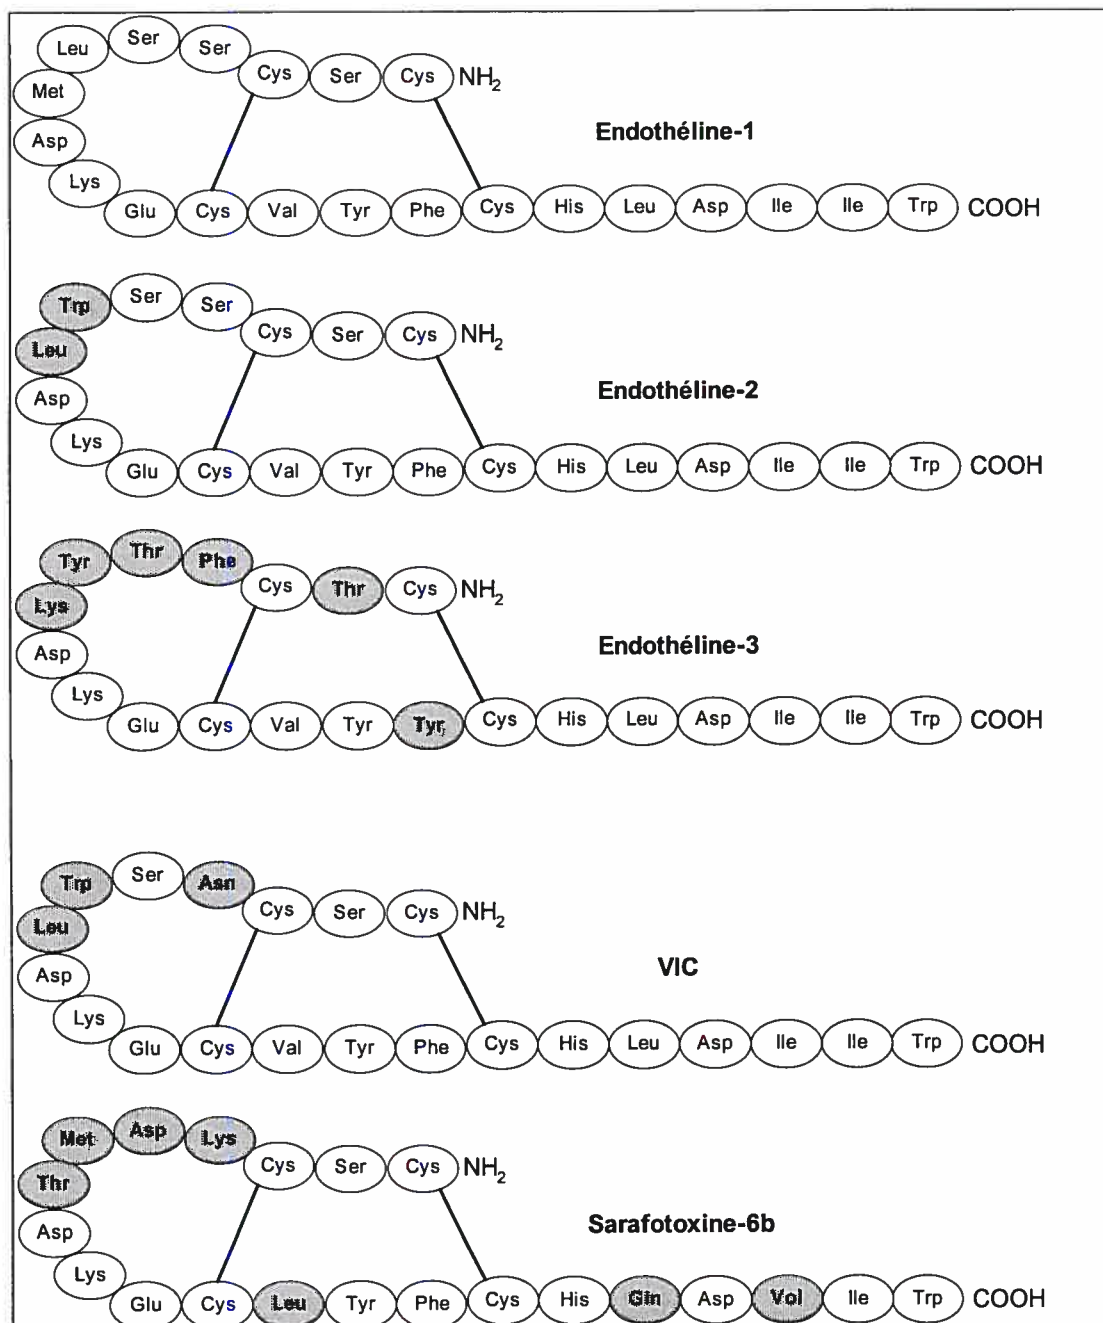 Leu Ser Ser
Cys Ser Cys NH2
Met
Endothéline-1
Asp
Lys
Glu Cys Val Tyr Phe Cys His Leu Asp Ile Ile Trp COOH
Trp Ser Ser
Cys Ser Cys NH2
Leu
Endothéline-2
Asp
Lys
Glu Cys Val Tyr Phe Cys His Leu Asp Ile Ile Trp COOH
Tyr Thr Phe
Cys Thr Cys NH2
Lys
Endothéline-3
Asp
Lys
Glu Cys Val Tyr Tyr Cys His Leu Asp Ile Ile Trp COOH
Trp Ser Asn
Cys Ser Cys NH2
Leu
VIC
Asp
Lys
Glu Cys Val Tyr Phe Cys His Leu Asp Ile Ile Trp COOH
Met Asp Lys
Cys Ser Cys NH2
Thr
Sarafotoxine-6b
Asp
Lys
Glu Cys Leu Tyr Phe Cys His Gln Asp Vol Ile Trp COOH